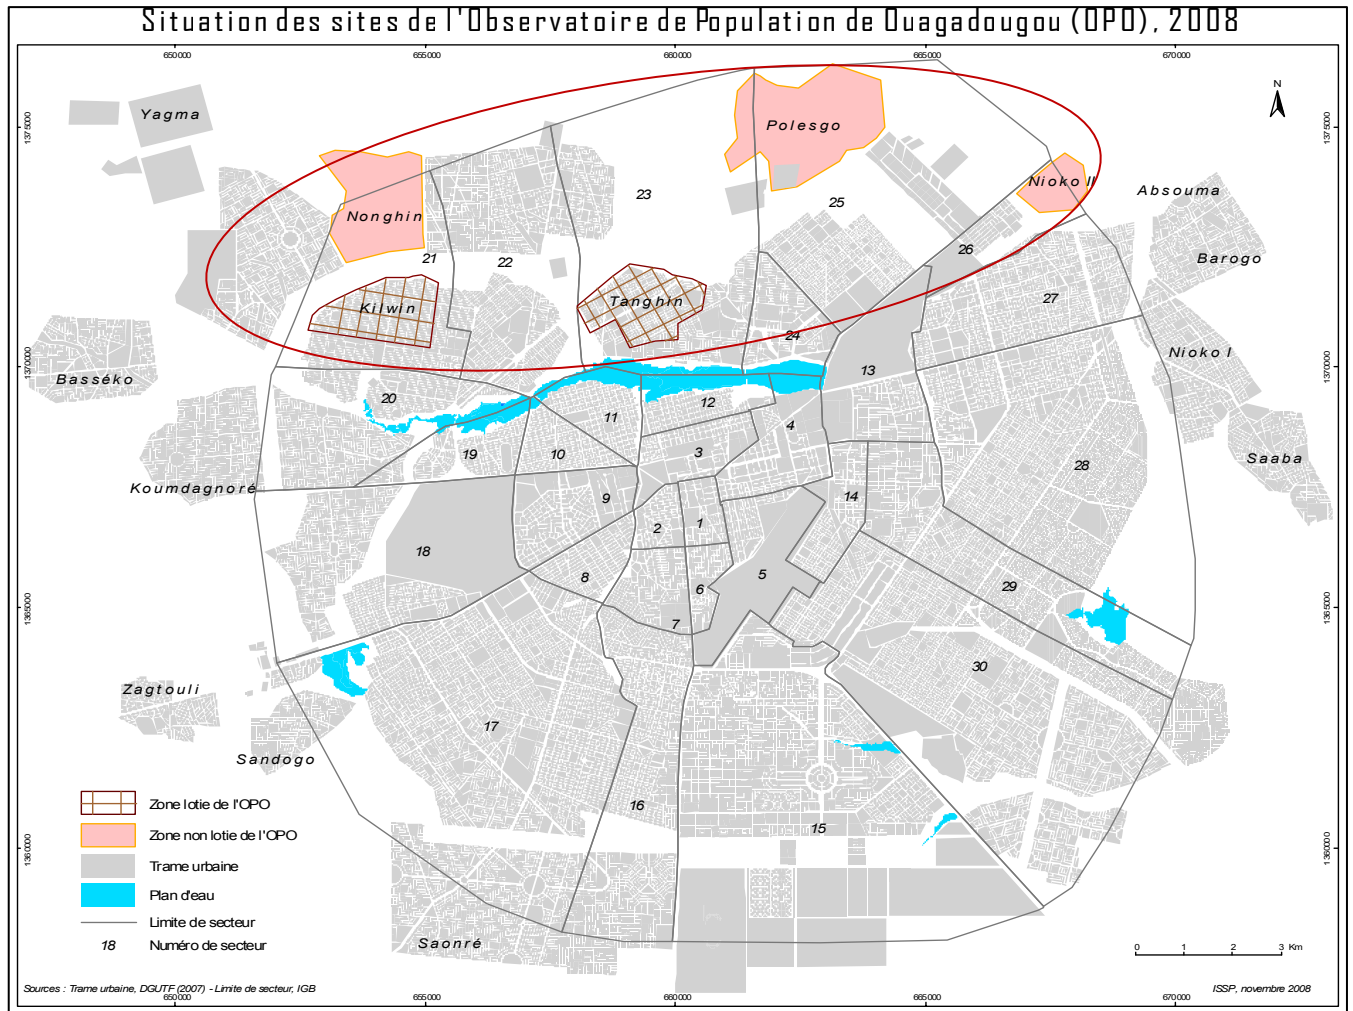 Situation des sites de l'Observatoire de Population de Ouagadougou (OPO), 2008
650000 655000 660000 665000 670000
N
1375000 1375000
Yagma
Polesgo
Nioko II
Absouma
23
25
Nonghin
26
21
22
Barogo
27
Kilwin
Tanghin
24
Nioko I
1370000 1370000
13
Basséko
20
11
12
4
3
19
10
28
Saaba
Koumdagnoré
9
14
2
1
18
8
5
6
29
1365000 1365000
7
30
Zagtouli
17
Sandogo
16
15
Zone lotie de l'OPO
Zone non lotie de l'OPO
Trame urbaine
1360000 1360000
Plan d'eau
Limite de secteur
18 Numéro de secteur
Saonré
0 1 2 3 Km
Sources : Trame urbaine, DGUTF (2007) - Limite de secteur, IGB
ISSP, novembre 2008
650000 655000 660000 665000 670000